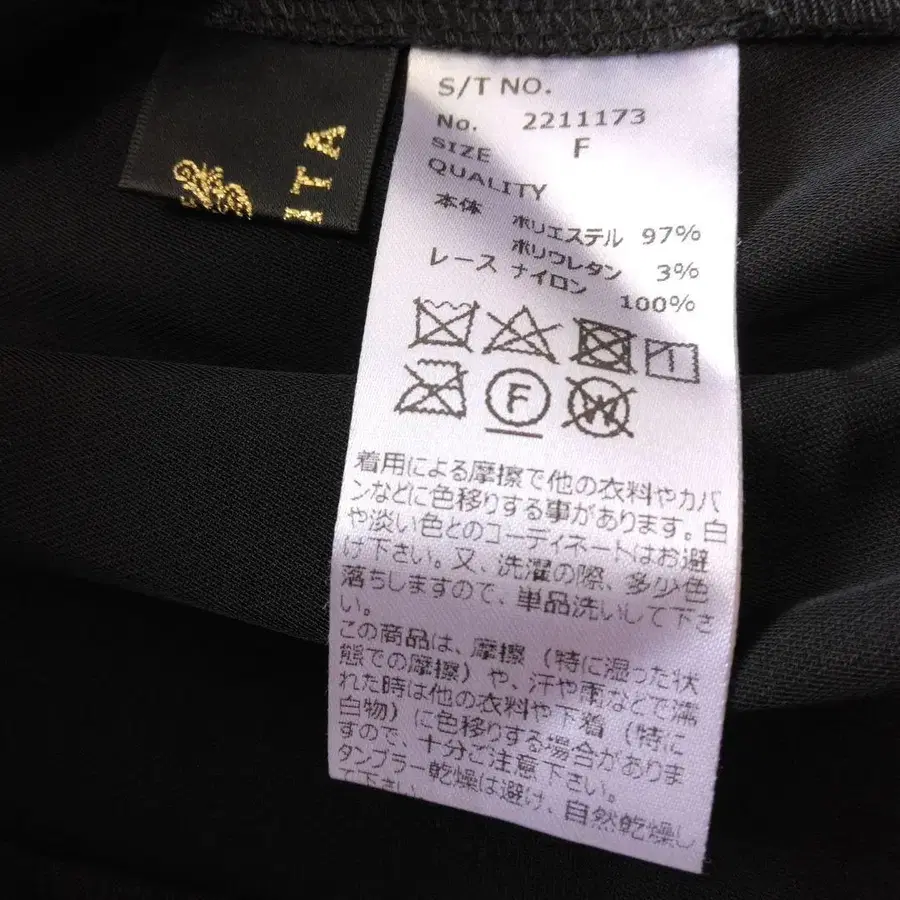 ITA
S/T NO.
No. 2211173
SIZE F
QUALITY
本体 ポリエステル 97%
ポリウレタン 3%
レース ナイロン 100%
F
W
着用による摩擦で他の衣料やカバ
ンなどに色移りする事があります。白
や淡い色とのコーディネートはお避
け下さい。又、洗濯の際、多少色
落ちしますので、単品洗いして下さ
い。
この商品は、摩擦(特に湿った状
態での摩擦)や、汗や雨などで濡
れた時は他の衣料や下着(特に
白物)に色移りする場合がありま
すので、十分ご注意下さい。
タンブラー乾燥は避け、自然乾燥し
て下さい。